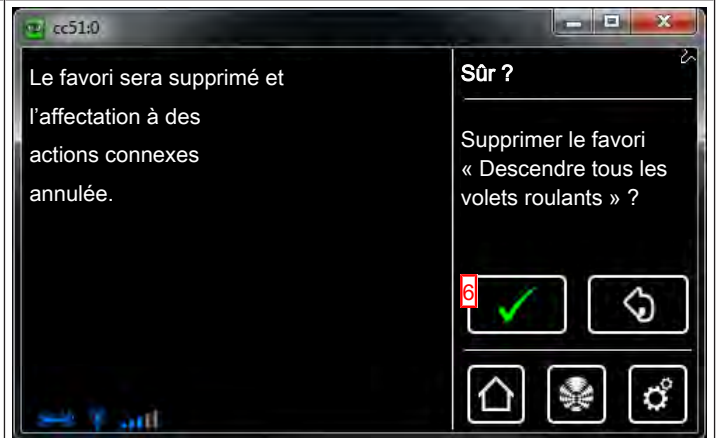 cc51:0
Le favori sera supprimé et
l'affectation à des
actions connexes
annulée.
Sûr ?
Supprimer le favori
« Descendre tous les
volets roulants » ?
6